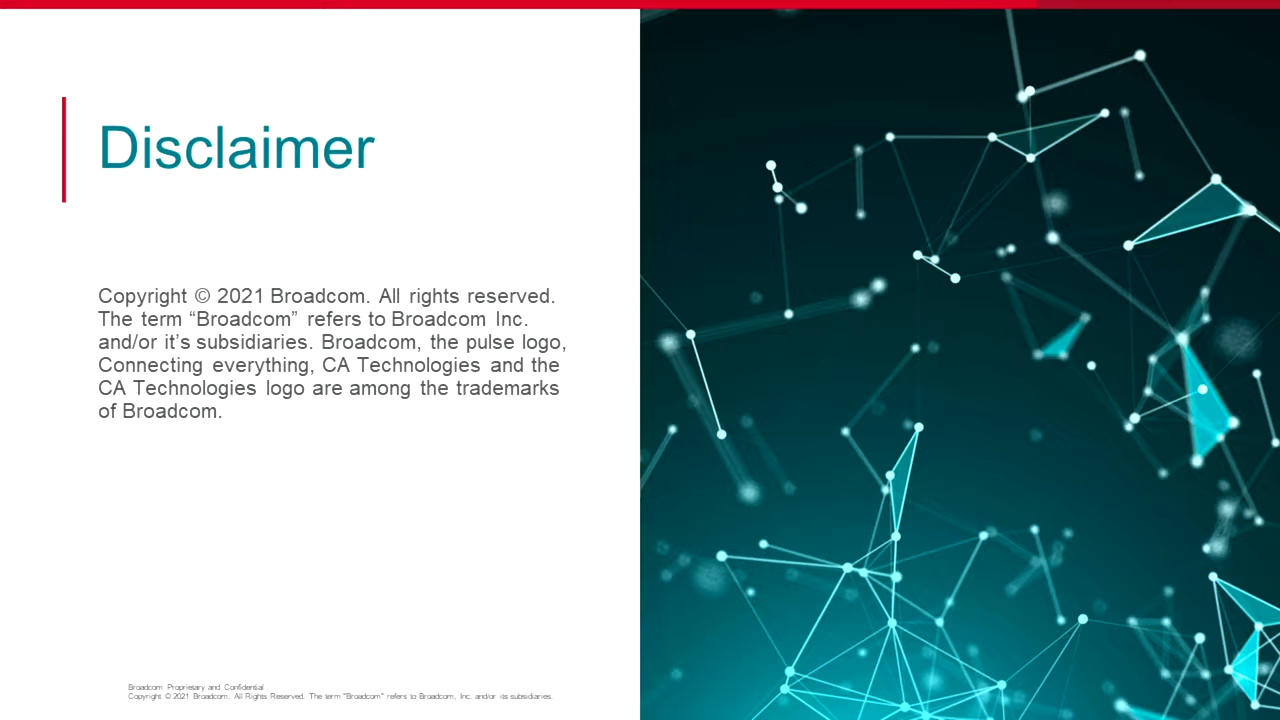 Disclaimer
Copyright © 2021 Broadcom. All rights reserved.
The term “Broadcom” refers to Broadcom Inc.
and/or it’s subsidiaries. Broadcom, the pulse logo,
Connecting everything, CA Technologies and the
CA Technologies logo are among the trademarks
of Broadcom.
Broadcom Proprietary and Confidential
Copyright © 2021 Broadcom. All Rights Reserved. The term “Broadcom” refers to Broadcom, Inc. and/or its subsidiaries.